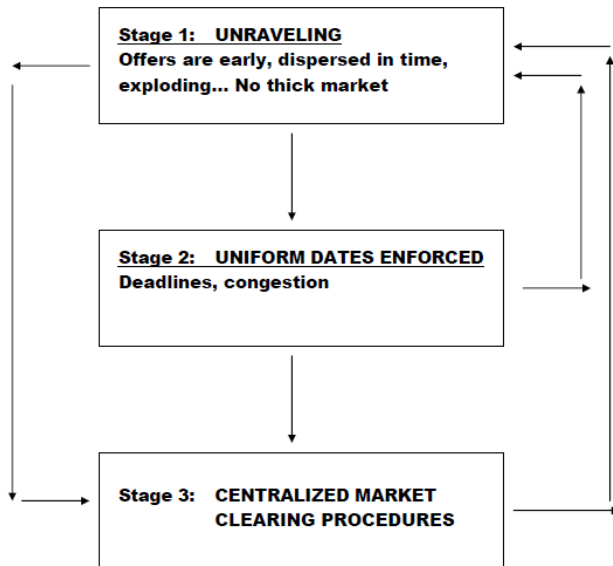 Stage 1: UNRAVELING
Offers are early, dispersed in time,
exploding... No thick market
Stage 2: UNIFORM DATES ENFORCED
Deadlines, congestion
Stage 3: CENTRALIZED MARKET
CLEARING PROCEDURES